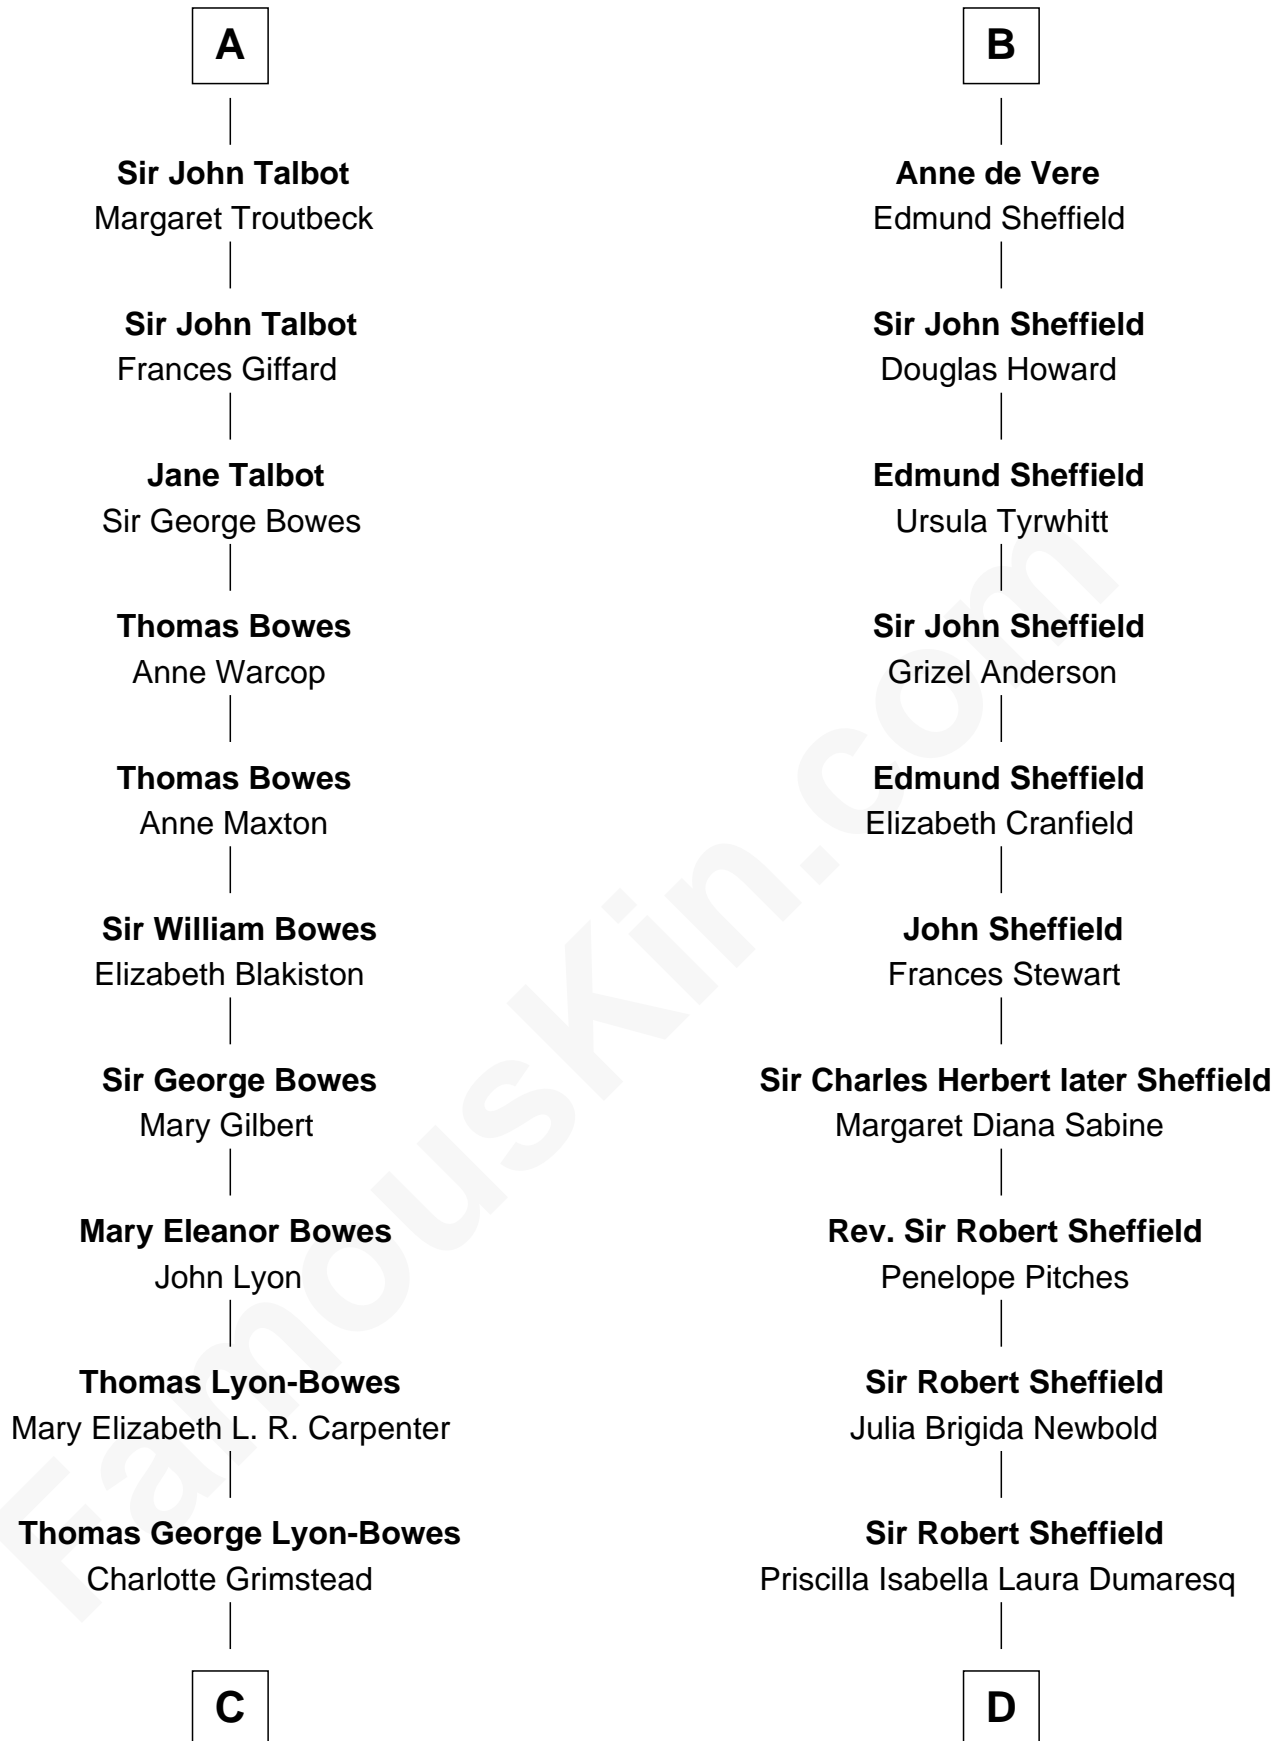 A
Sir John Talbot
Margaret Troutbeck
Sir John Talbot
Frances Giffard
Jane Talbot
Sir George Bowes
Thomas Bowes
Anne Warcop
Thomas Bowes
Anne Maxton
Sir William Bowes
Elizabeth Blakiston
Sir George Bowes
Mary Gilbert
Mary Eleanor Bowes
John Lyon
Thomas Lyon-Bowes
Mary Elizabeth L. R. Carpenter
Thomas George Lyon-Bowes
Charlotte Grimstead
C
B
Anne de Vere
Edmund Sheffield
Sir John Sheffield
Douglas Howard
Edmund Sheffield
Ursula Tyrwhitt
Sir John Sheffield
Grizel Anderson
Edmund Sheffield
Elizabeth Cranfield
John Sheffield
Frances Stewart
Sir Charles Herbert later Sheffield
Margaret Diana Sabine
Rev. Sir Robert Sheffield
Penelope Pitches
Sir Robert Sheffield
Julia Brigida Newbold
Sir Robert Sheffield
Priscilla Isabella Laura Dumaresq
D
FamousKin.com